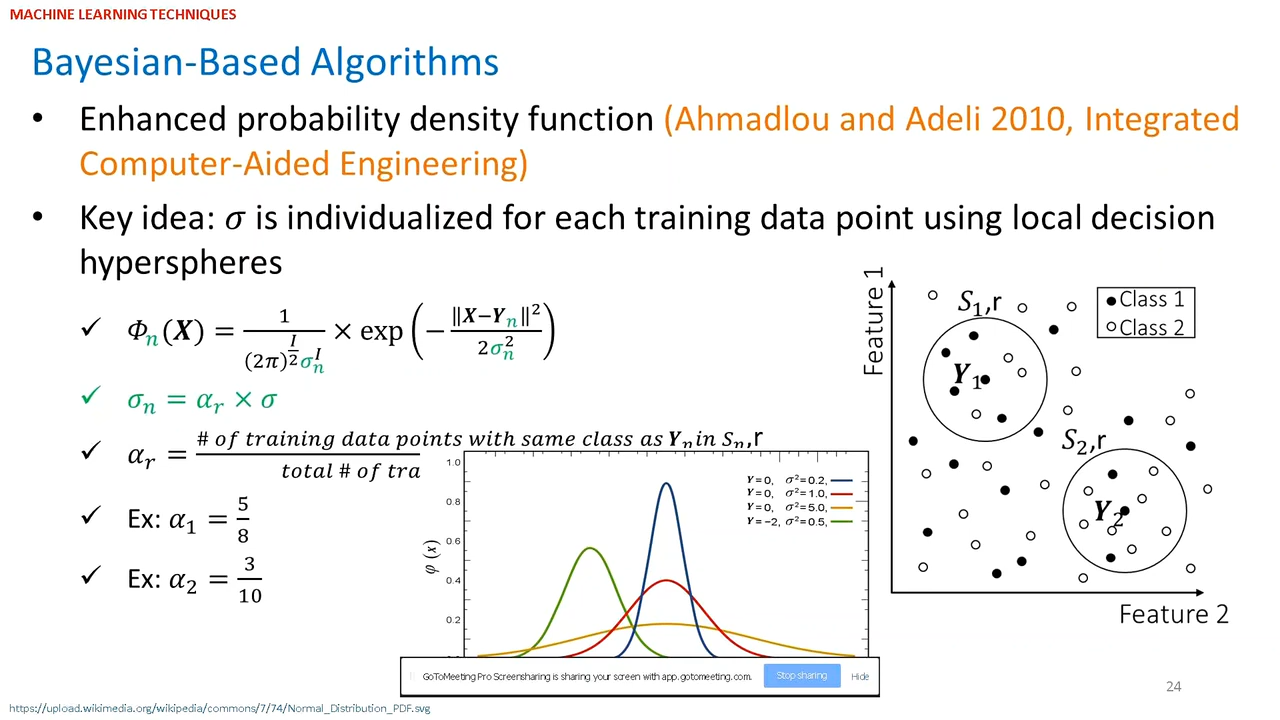 MACHINE LEARNING TECHNIQUES
Bayesian-Based Algorithms
• Enhanced probability density function (Ahmadlou and Adeli 2010, Integrated
Computer-Aided Engineering)
• Key idea: σ is individualized for each training data point using local decision
hyperspheres
✓ Φₙ(X) = 1 / ((2π)^(I/2) σₙ^I) × exp(−‖X−Yₙ‖² / 2σₙ²)
✓ σₙ = αᵣ × σ
✓ αᵣ = # of training data points with same class as Yₙ in Sₙ,r
total # of tra
✓ Ex: α₁ = 5/8
✓ Ex: α₂ = 3/10
1.0
0.8
0.6
0.4
0.2
φ (x)
Y = 0, σ²=0.2,
Y = 0, σ²=1.0,
Y = 0, σ²=5.0,
Y = −2, σ²=0.5,
Feature 1
S₁,r
Class 1
Class 2
Y₁
S₂,r
Y₂
Feature 2
GoToMeeting Pro Screensharing is sharing your screen with app.gotomeeting.com.
Stop sharing
Hide
24
https://upload.wikimedia.org/wikipedia/commons/7/74/Normal_Distribution_PDF.svg